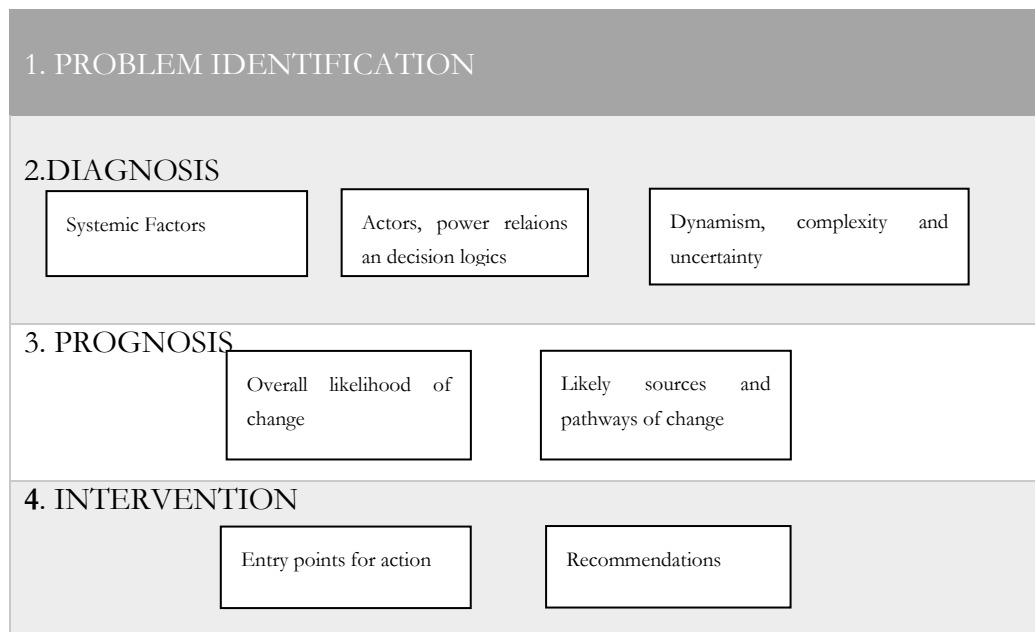 1. PROBLEM IDENTIFICATION
2.DIAGNOSIS
Systemic Factors
Actors, power relaions
an decision logics
Dynamism, complexity and
uncertainty
3. PROGNOSIS
Overall likelihood of
change
Likely sources and
pathways of change
4. INTERVENTION
Entry points for action
Recommendations